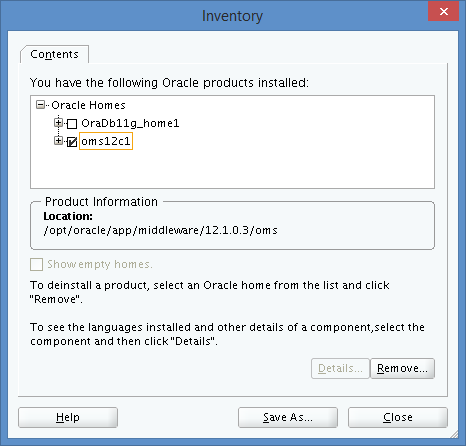 Inventory
Contents
You have the following Oracle products installed:
Oracle Homes
OraDb11g_home1
oms12c1
Product Information
Location:
/opt/oracle/app/middleware/12.1.0.3/oms
Show empty homes.
To deinstall a product, select an Oracle home from the list and click
"Remove".
To see the languages installed and other details of a component,select the
component and then click "Details".
Details... Remove...
Help Save As... Close